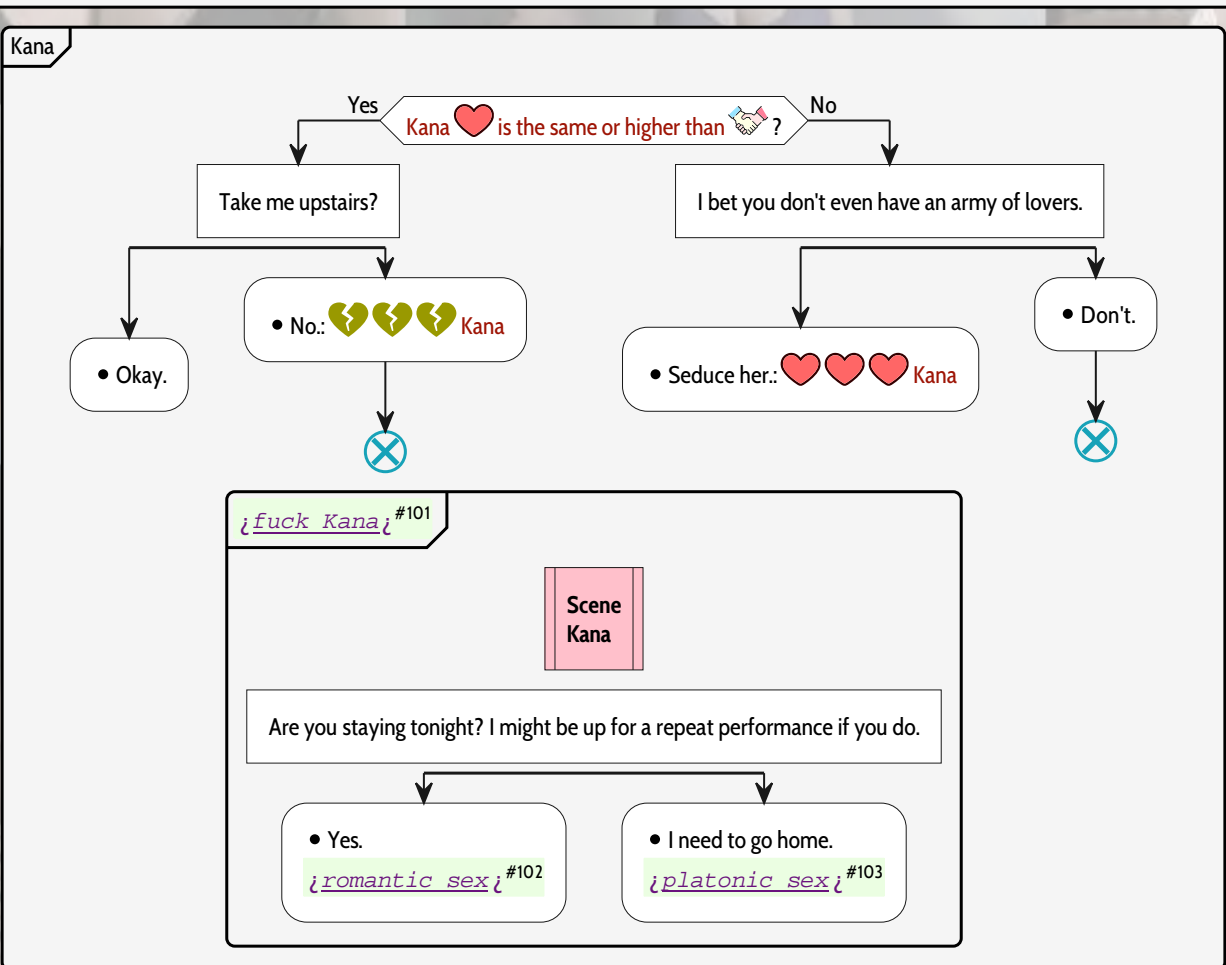 Kana
Yes
Kana is the same or higher than ?
No
Take me upstairs?
I bet you don't even have an army of lovers.
• No.: Kana
• Don't.
• Okay.
• Seduce her.: Kana
¿fuck Kana¿ #101
Scene
Kana
Are you staying tonight? I might be up for a repeat performance if you do.
• Yes.
¿romantic sex¿ #102
• I need to go home.
¿platonic sex¿ #103